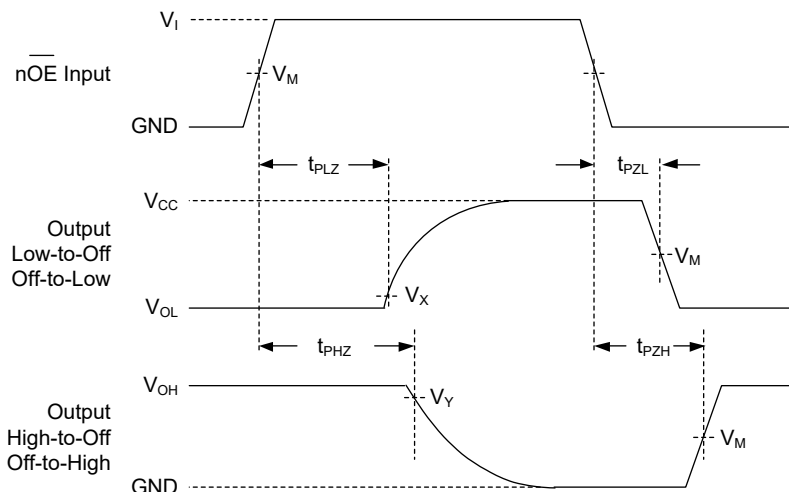 V_I
nOE Input
V_M
GND
t_PLZ
t_PZL
V_CC
Output
Low-to-Off
Off-to-Low
V_M
V_X
V_OL
t_PHZ
t_PZH
V_OH
V_Y
Output
High-to-Off
Off-to-High
V_M
GND